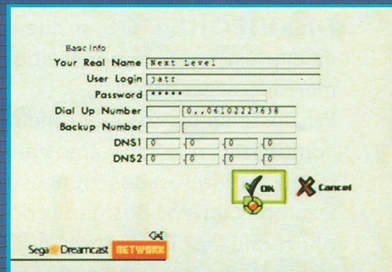 Basic Info
Your Real Name Next Level
User Login jatr
Password *****
Dial Up Number 0,,06102227638
Backup Number
DNS1 0 .0 .0 .0
DNS2 0 .0 .0 .0
OK Cancel
Sega Dreamcast NETWORK